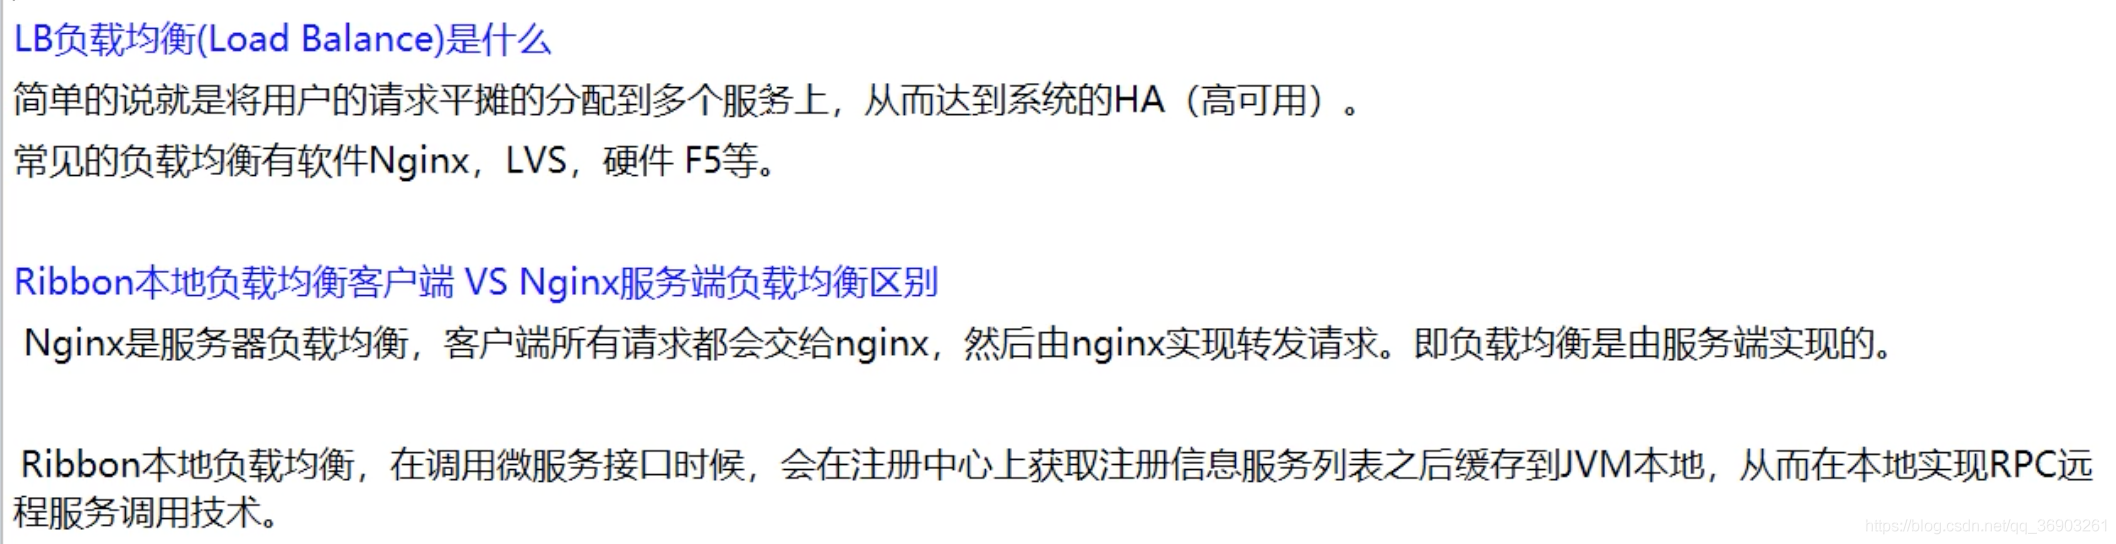 LB负载均衡(Load Balance)是什么
简单的说就是将用户的请求平摊的分配到多个服务上，从而达到系统的HA（高可用）。
常见的负载均衡有软件Nginx，LVS，硬件 F5等。
Ribbon本地负载均衡客户端 VS Nginx服务端负载均衡区别
Nginx是服务器负载均衡，客户端所有请求都会交给nginx，然后由nginx实现转发请求。即负载均衡是由服务端实现的。
Ribbon本地负载均衡，在调用微服务接口时候，会在注册中心上获取注册信息服务列表之后缓存到JVM本地，从而在本地实现RPC远
程服务调用技术。
https://blog.csdn.net/qq_36903261